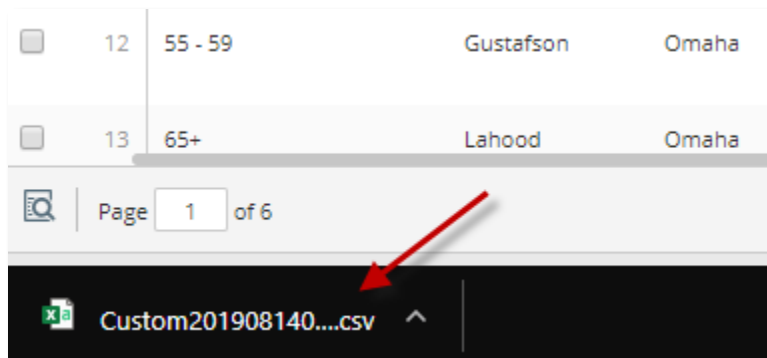 12 55 - 59 Gustafson Omaha
13 65+ Lahood Omaha
Page 1 of 6
Custom201908140....csv